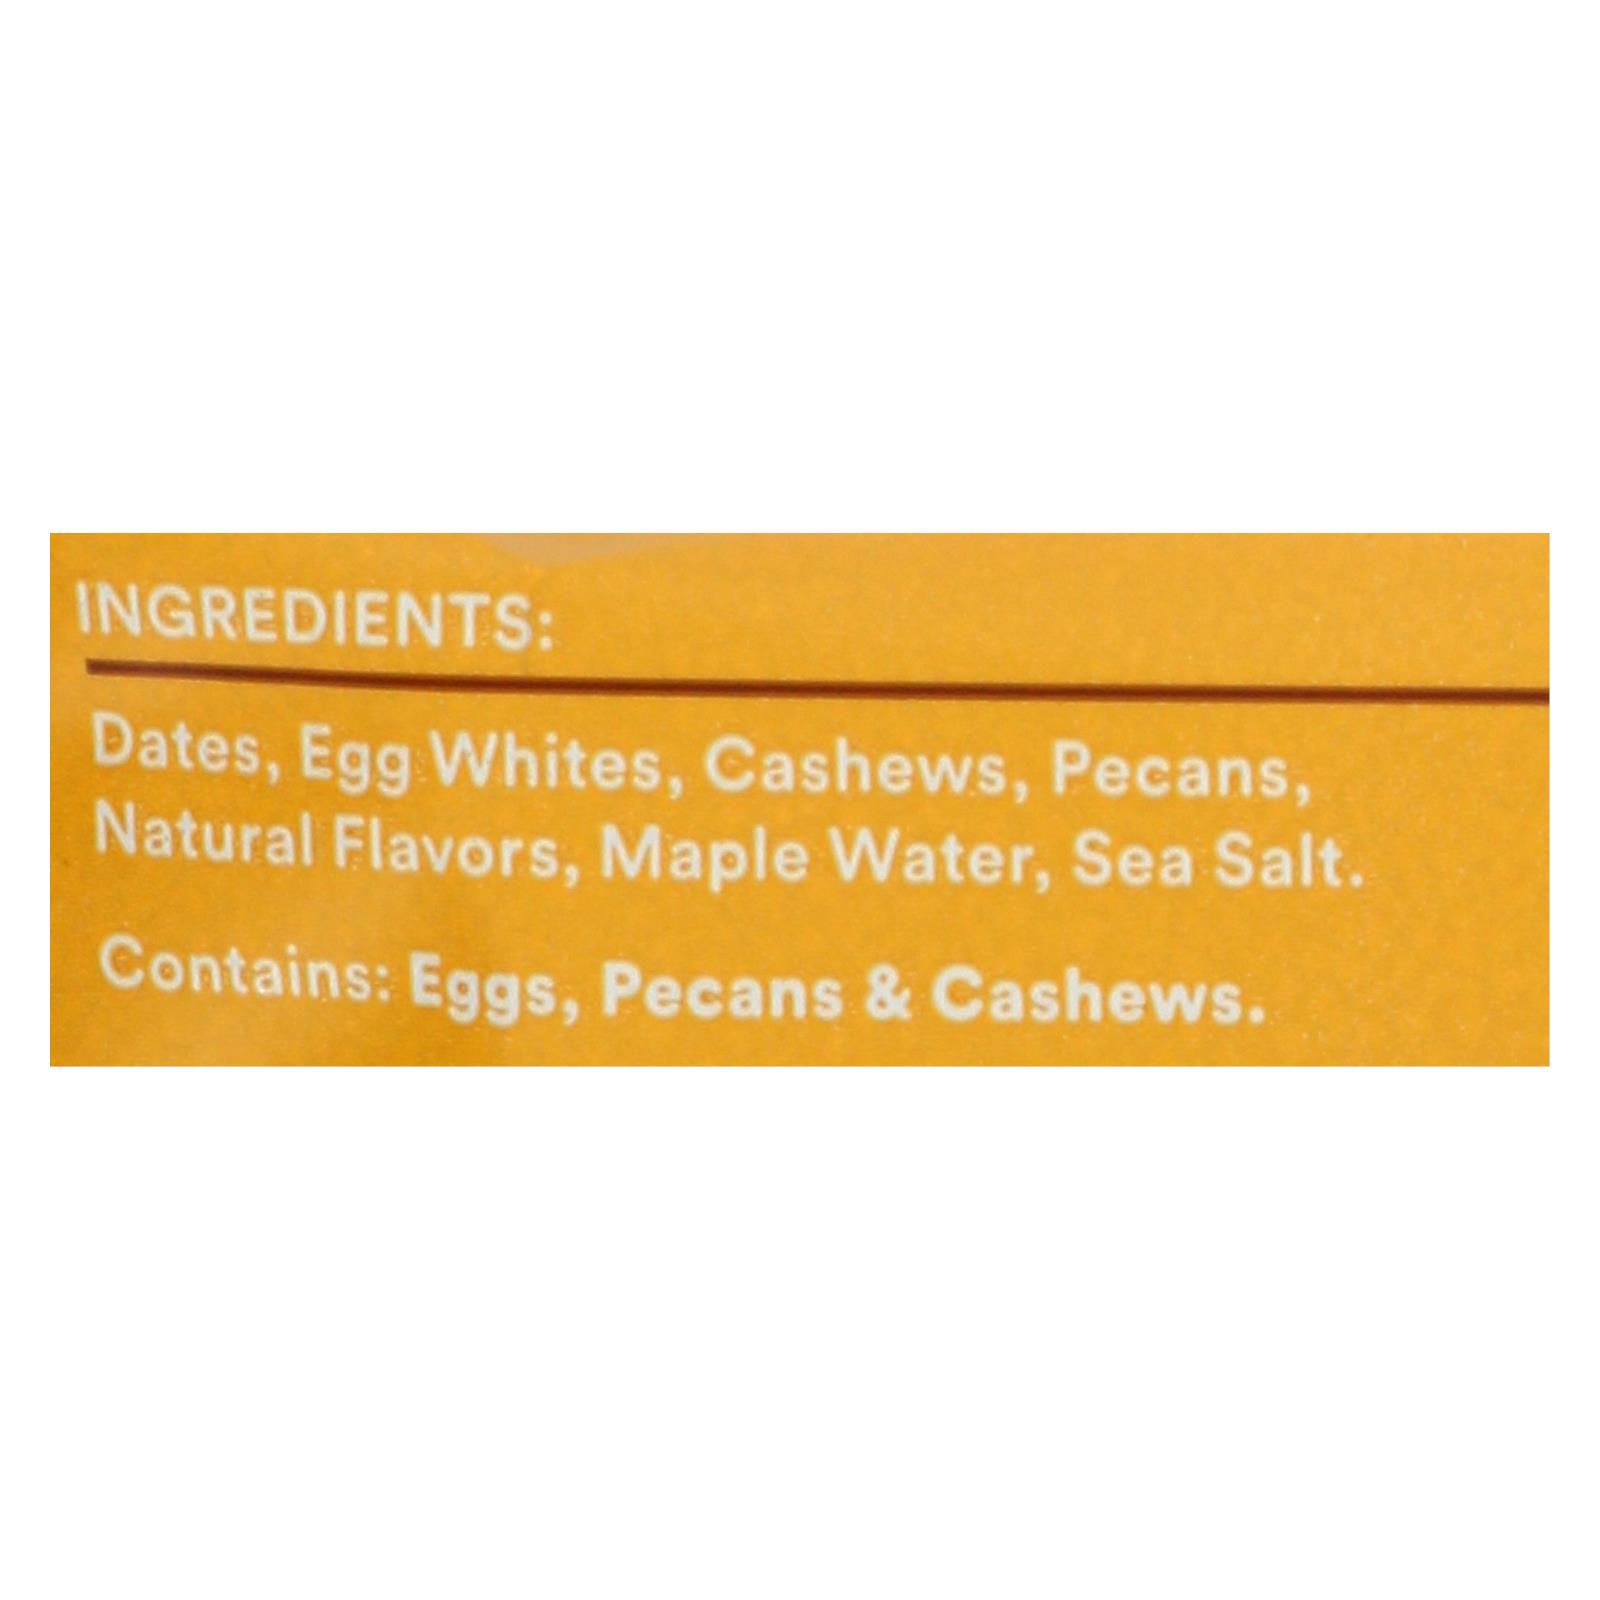 INGREDIENTS:
Dates, Egg Whites, Cashews, Pecans,
Natural Flavors, Maple Water, Sea Salt.
Contains: Eggs, Pecans & Cashews.